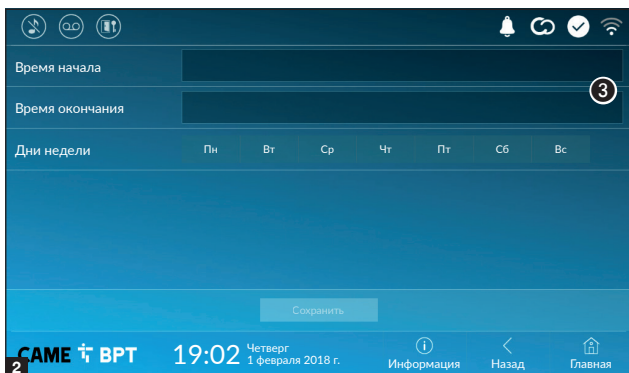 Время начала
3
Время окончания
Дни недели Пн Вт Ср Чт Пт Сб Вс
Сохранить
2
CAME BPT 19:02 Четверг
1 февраля 2018 г.
Информация Назад Главная